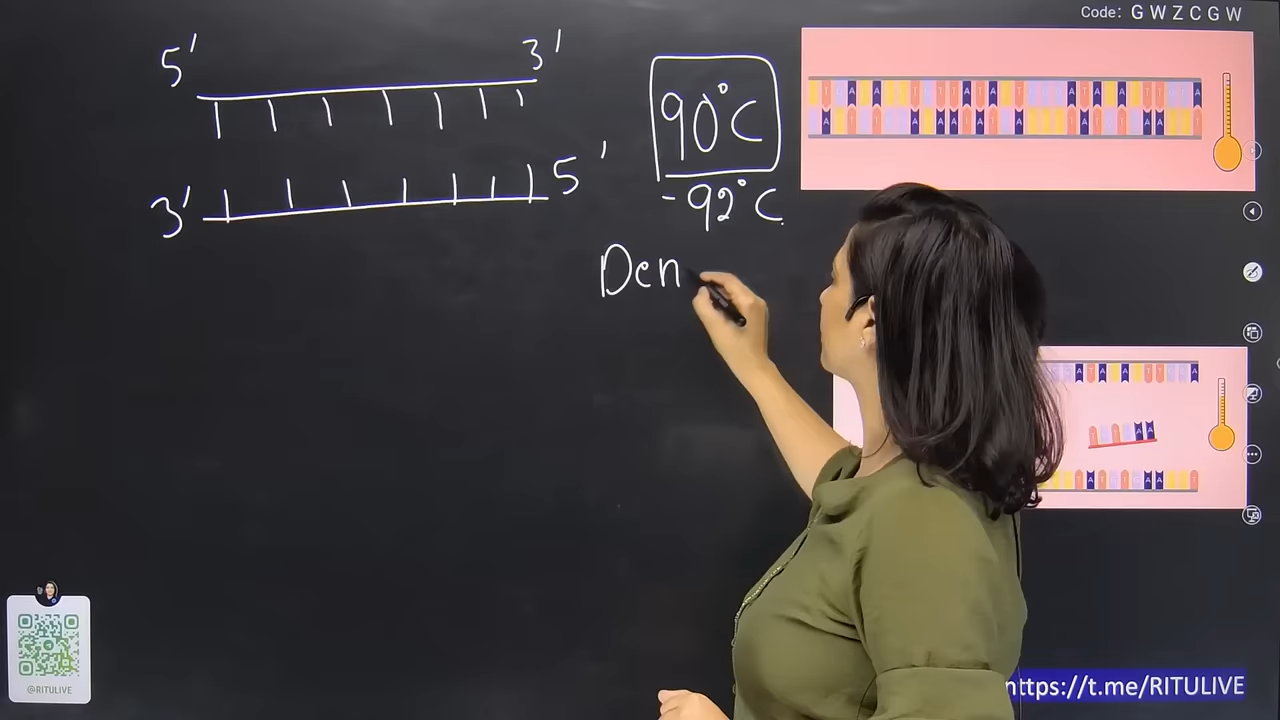 Code: G W Z C G W
5' 3'
90°C
3' 5'
-92°C
Den
@RITULIVE
https://t.me/RITULIVE